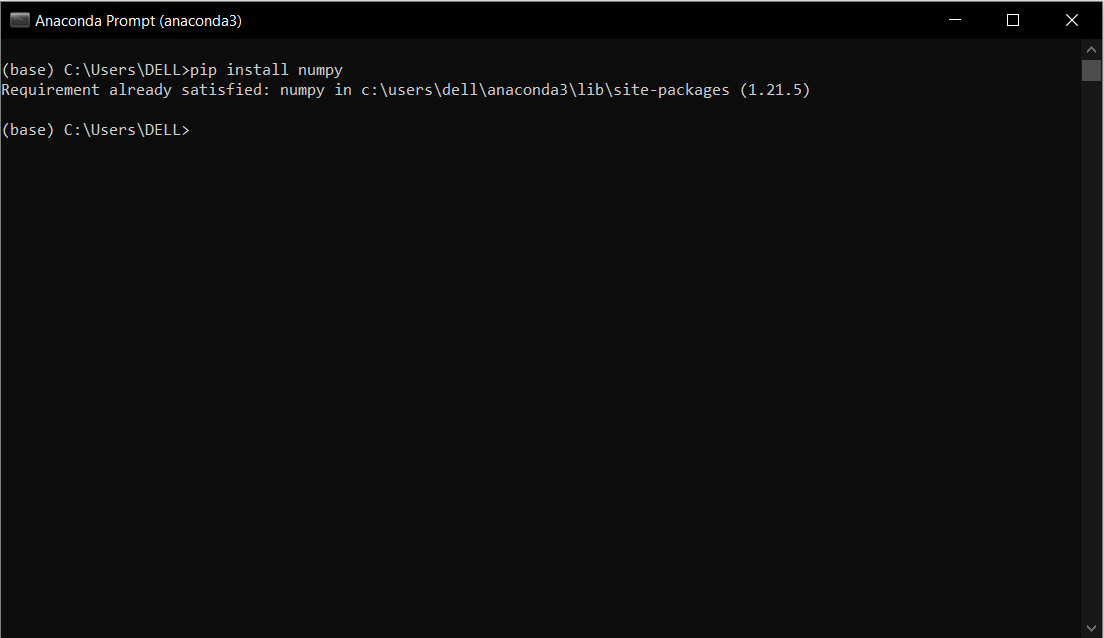 Anaconda Prompt (anaconda3)
(base) C:\Users\DELL>pip install numpy
Requirement already satisfied: numpy in c:\users\dell\anaconda3\lib\site-packages (1.21.5)
(base) C:\Users\DELL>